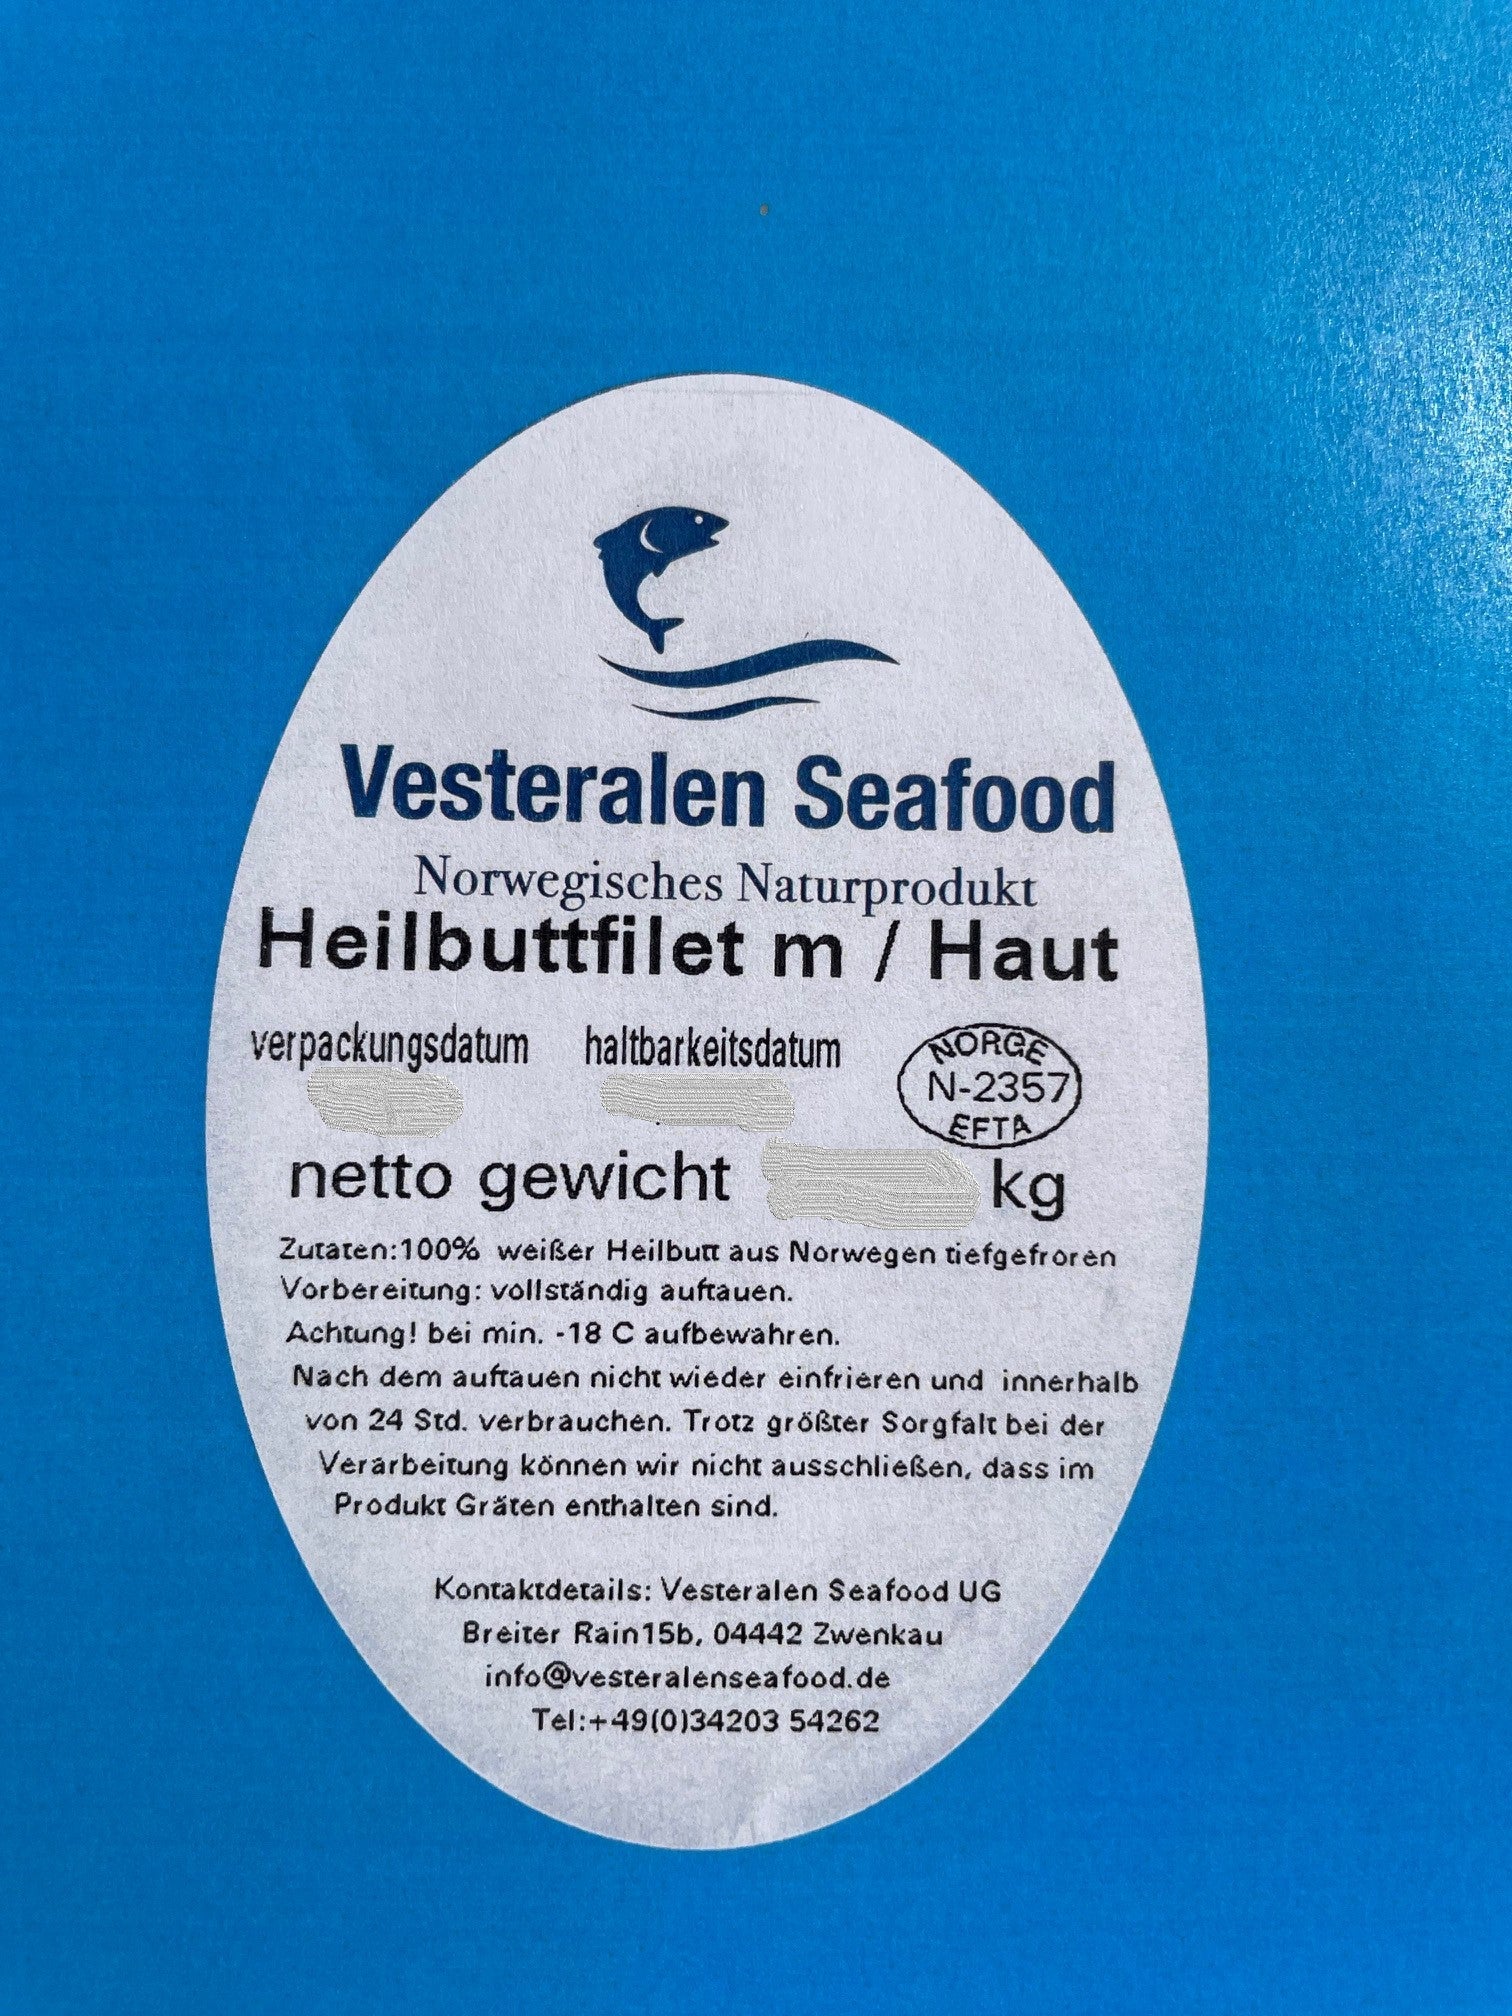 Vesteralen Seafood
Norwegisches Naturprodukt
Heilbuttfilet m / Haut
verpackungsdatum haltbarkeitsdatum
NORGE
N-2357
EFTA
netto gewicht kg
Zutaten:100% weißer Heilbutt aus Norwegen tiefgefroren
Vorbereitung: vollständig auftauen.
Achtung! bei min. -18 C aufbewahren.
Nach dem auftauen nicht wieder einfrieren und innerhalb
von 24 Std. verbrauchen. Trotz größter Sorgfalt bei der
Verarbeitung können wir nicht ausschließen, dass im
Produkt Gräten enthalten sind.
Kontaktdetails: Vesteralen Seafood UG
Breiter Rain15b, 04442 Zwenkau
info@vesteralenseafood.de
Tel:+49(0)34203 54262